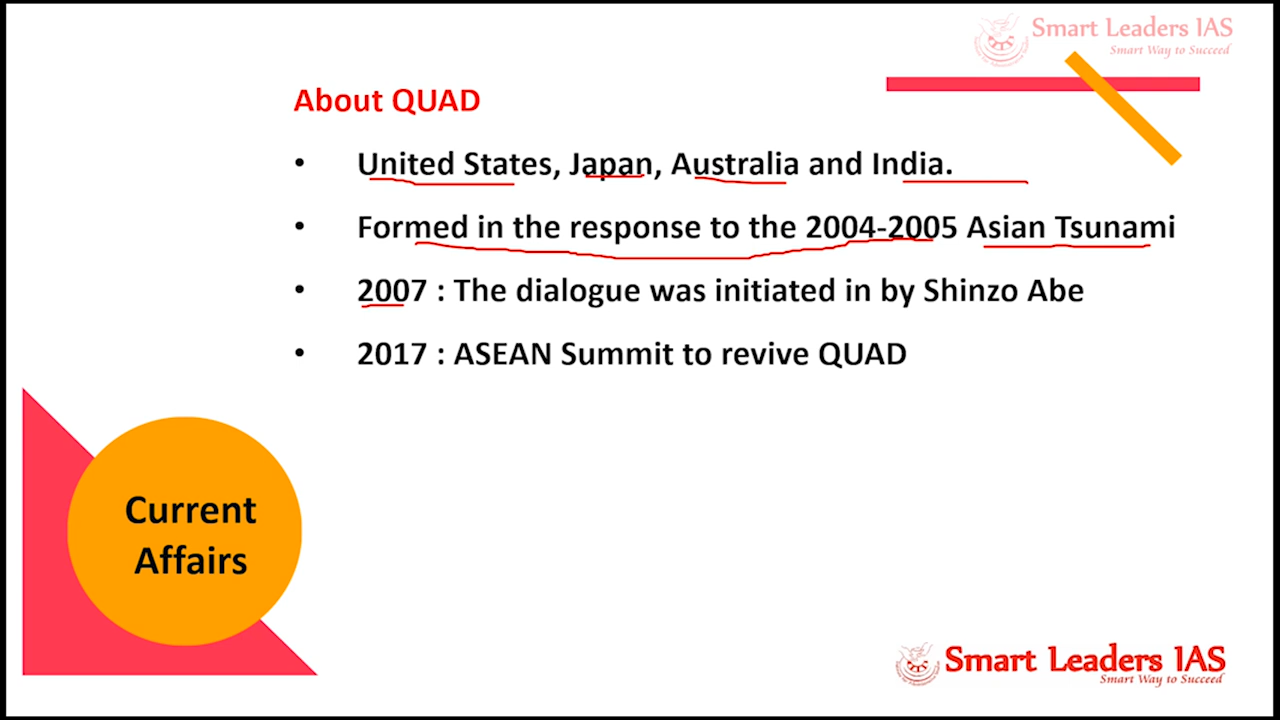 Smart Leaders IAS
Smart Way to Succeed
About QUAD
• United States, Japan, Australia and India.
• Formed in the response to the 2004-2005 Asian Tsunami
• 2007 : The dialogue was initiated in by Shinzo Abe
• 2017 : ASEAN Summit to revive QUAD
Current
Affairs
Smart Leaders IAS
Smart Way to Succeed